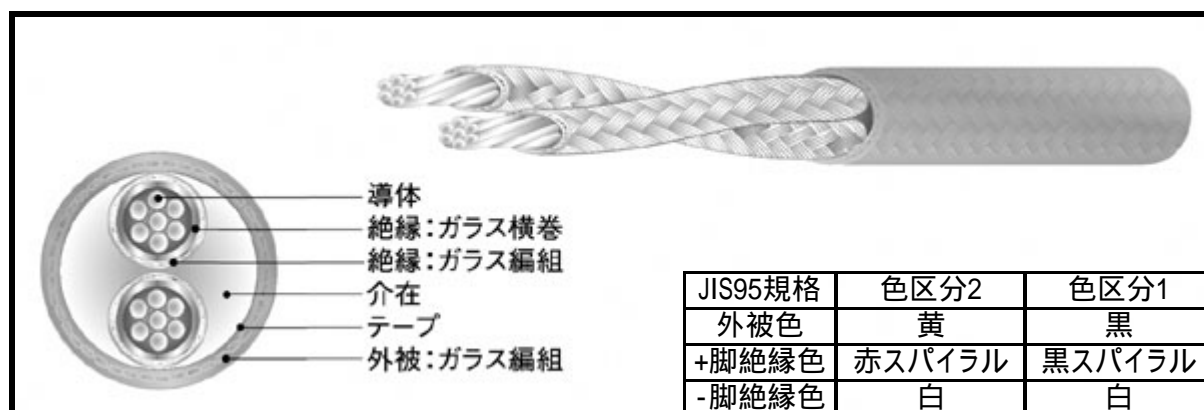 導体
絶縁：ガラス横巻
絶縁：ガラス編組
介在
テープ
外被：ガラス編組
JIS95規格 色区分2 色区分1
外被色 黄 黒
+脚絶縁色 赤スパイラル 黒スパイラル
-脚絶縁色 白 白